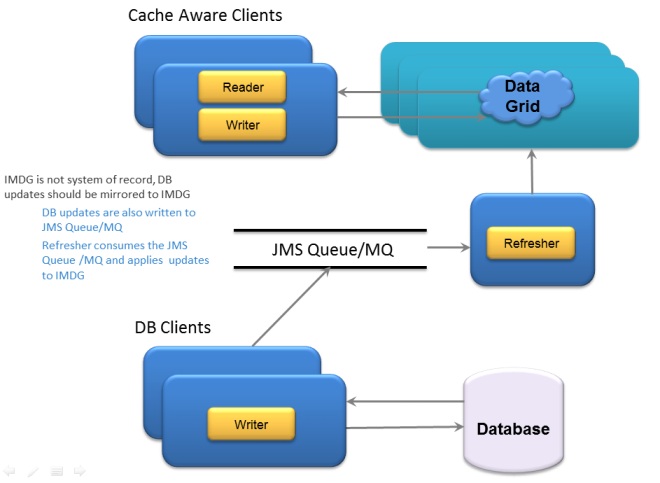 Cache Aware Clients
Reader
Writer
Data
Grid
IMDG is not system of record, DB
updates should be mirrored to IMDG
DB updates are also written to
JMS Queue/MQ
Refresher consumes the JMS
Queue /MQ and applies  updates
to IMDG
JMS Queue/MQ
Refresher
DB Clients
Writer
Database